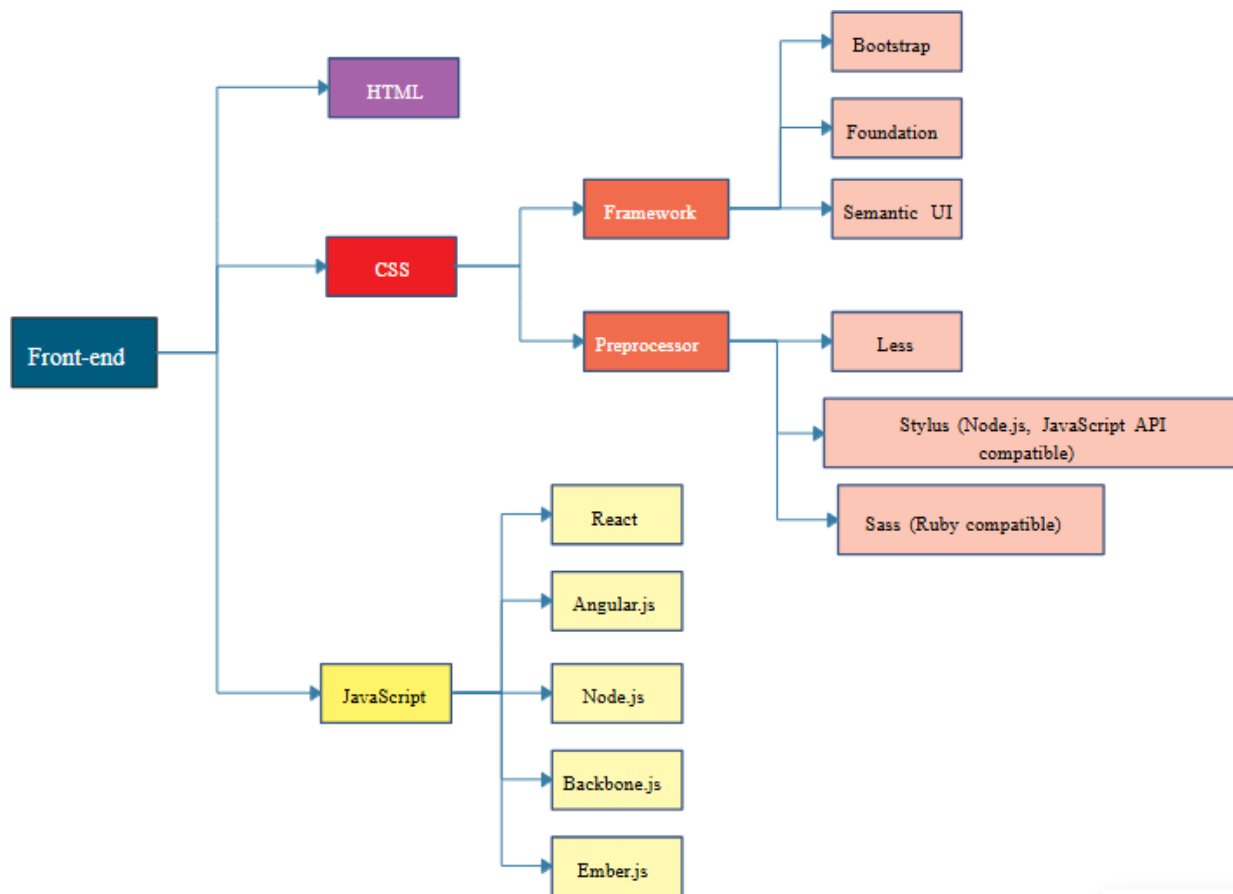 Front-end
HTML
CSS
Framework
Bootstrap
Foundation
Semantic UI
Preprocessor
Less
Stylus (Node.js, JavaScript API
compatible)
Sass (Ruby compatible)
JavaScript
React
Angular.js
Node.js
Backbone.js
Ember.js